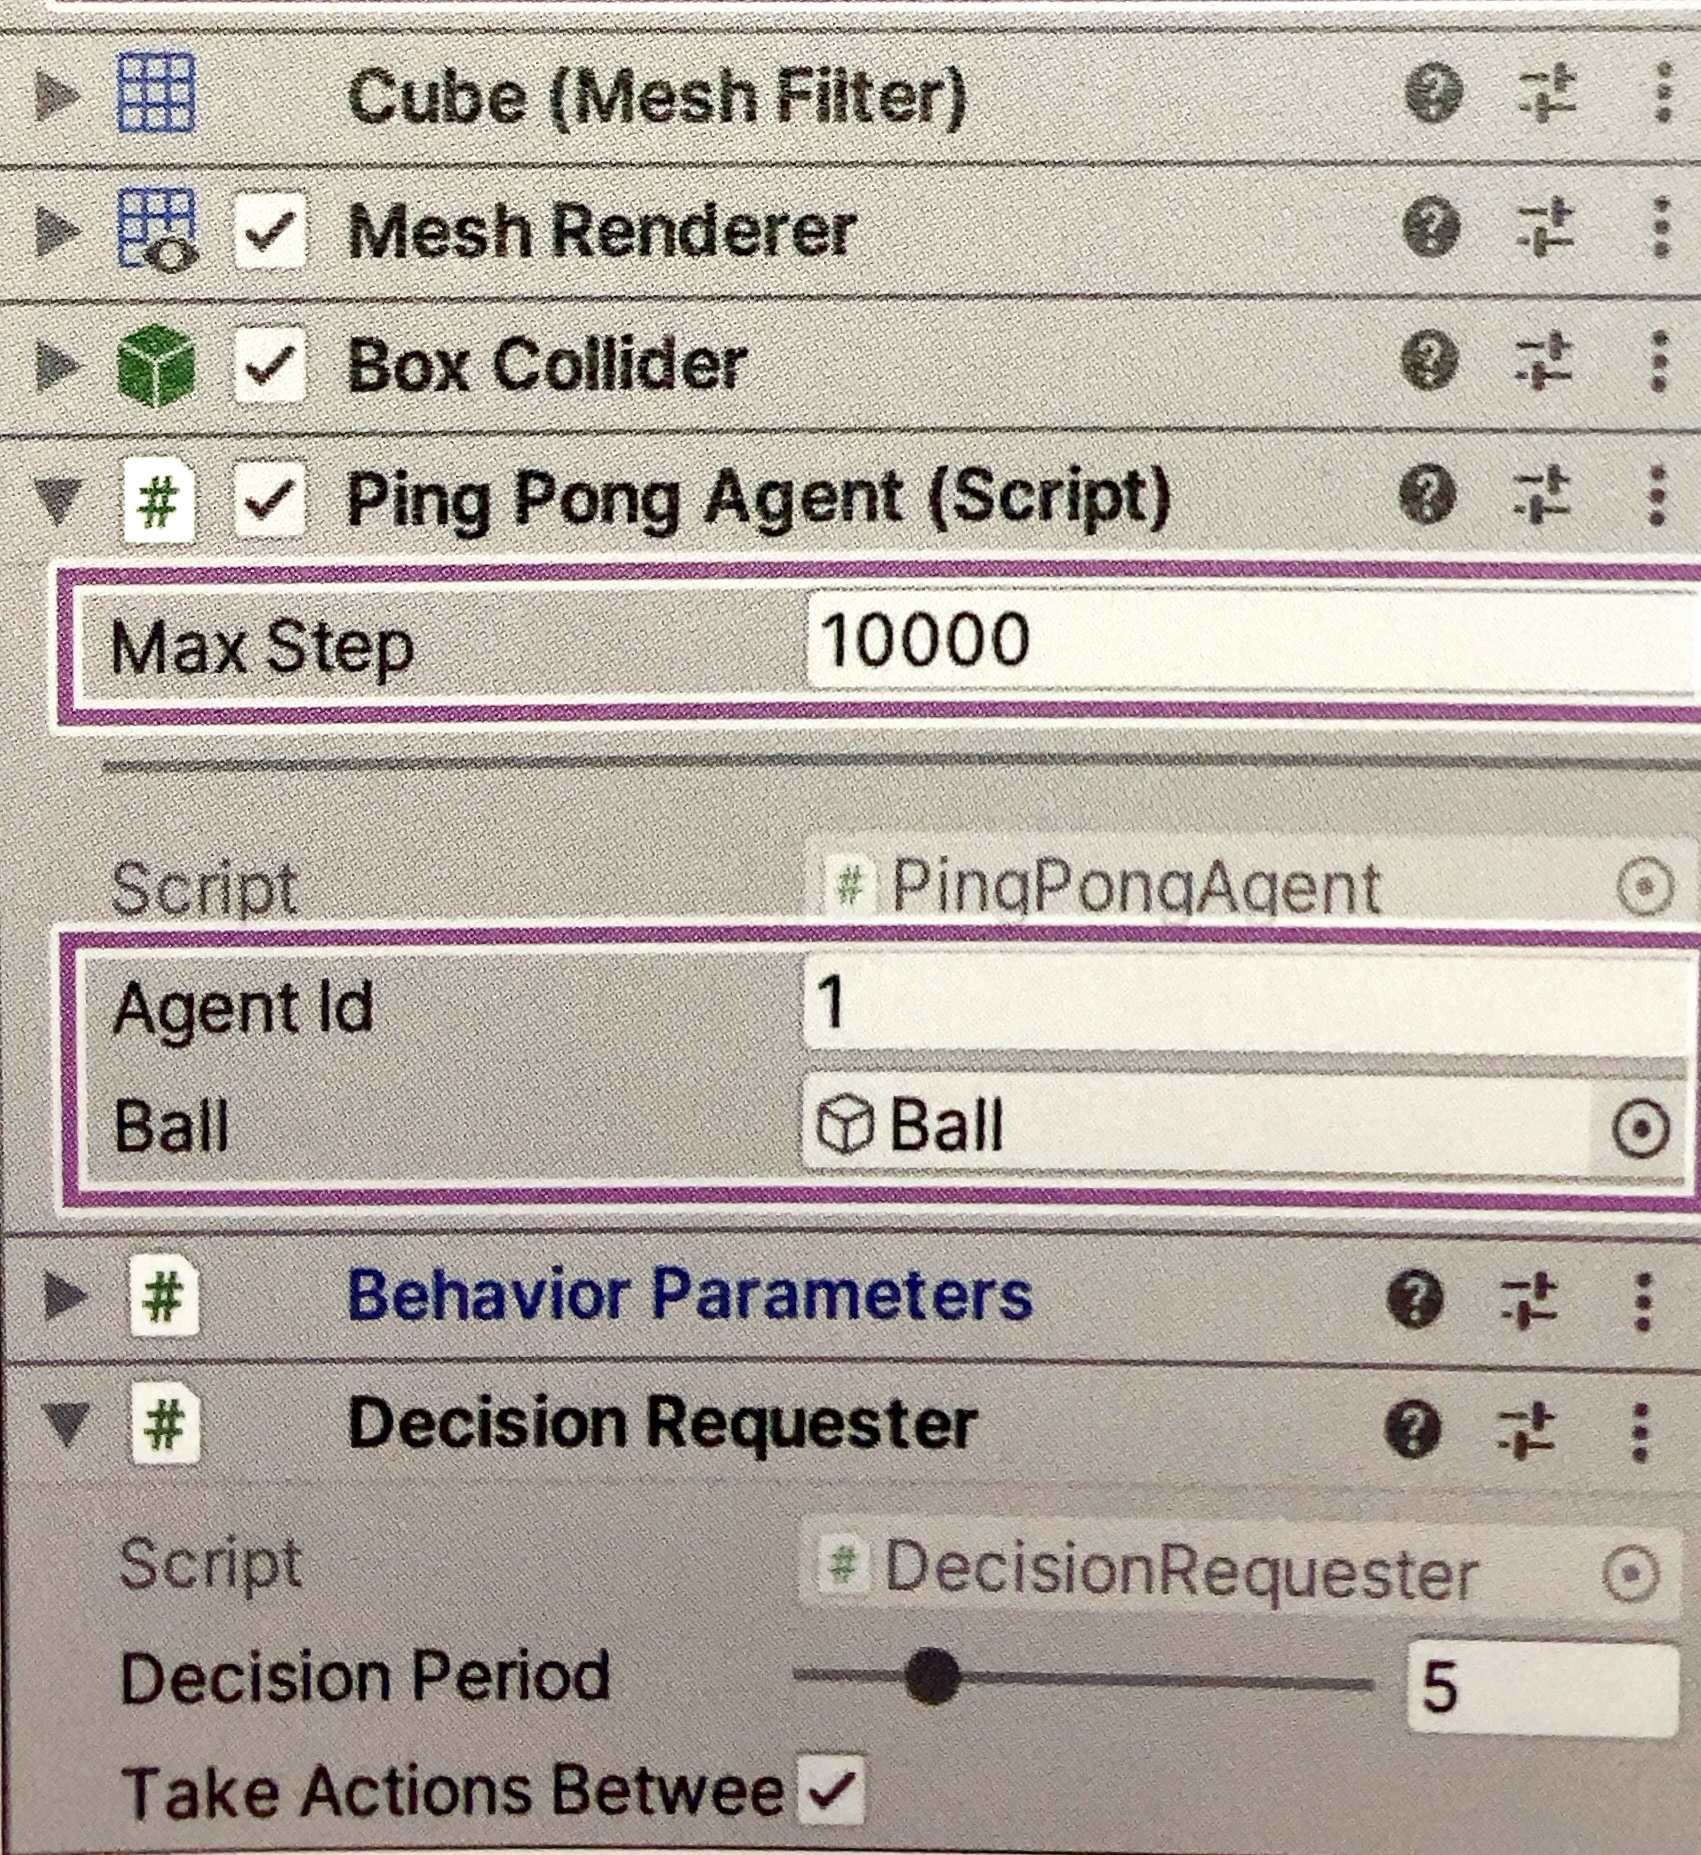 Cube (Mesh Filter)
Mesh Renderer
Box Collider
# Ping Pong Agent (Script)
Max Step 10000
Script # PingPongAgent
Agent Id 1
Ball Ball
# Behavior Parameters
# Decision Requester
Script # DecisionRequester
Decision Period 5
Take Actions Betwee